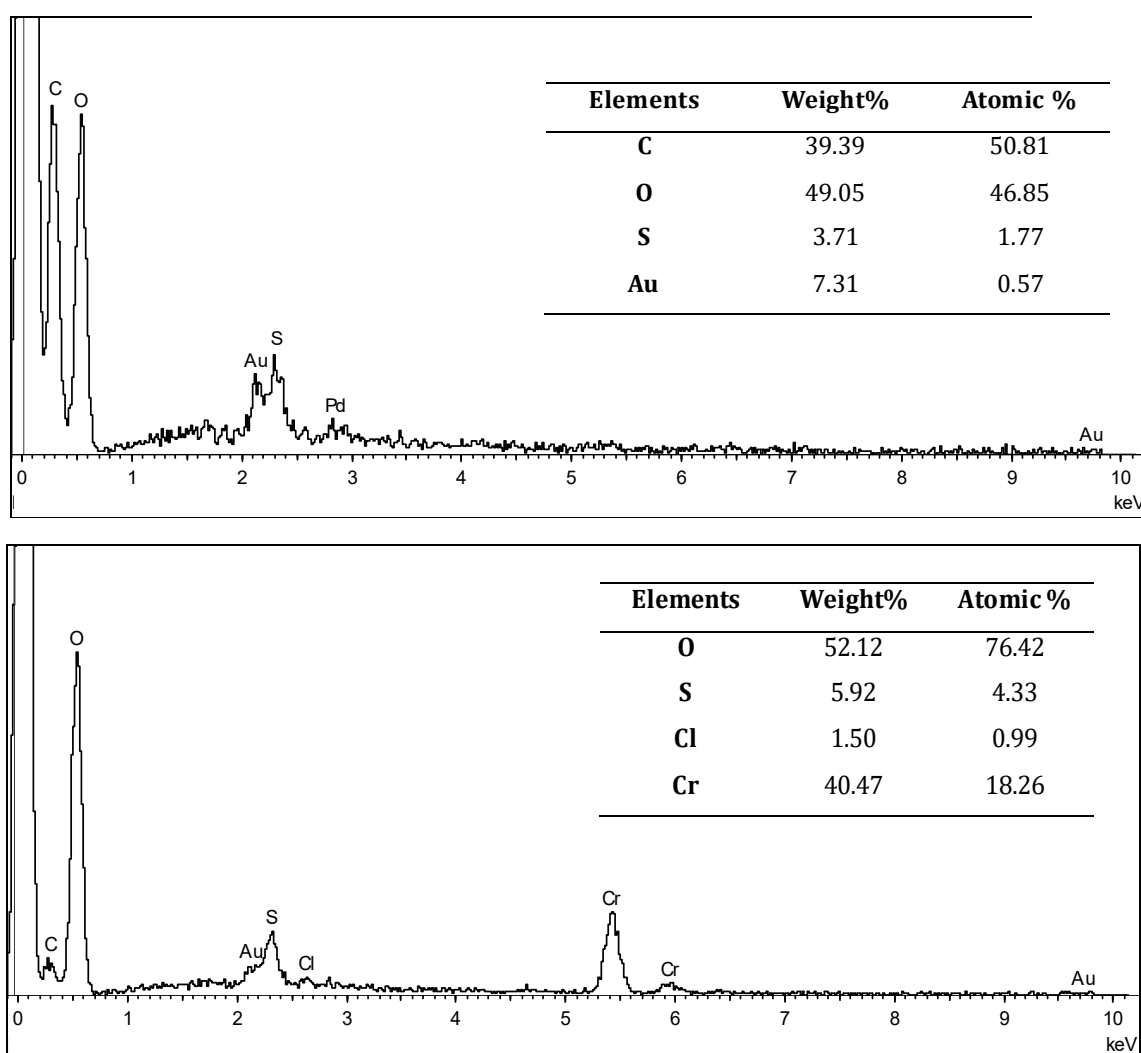 C
O
Elements Weight% Atomic %
C 39.39 50.81
O 49.05 46.85
S 3.71 1.77
Au 7.31 0.57
Au
S
Pd
Au
0 1 2 3 4 5 6 7 8 9 10
keV
Elements Weight% Atomic %
O 52.12 76.42
S 5.92 4.33
Cl 1.50 0.99
Cr 40.47 18.26
O
C
Au
S
Cl
Cr
Cr
Au
0 1 2 3 4 5 6 7 8 9 10
keV